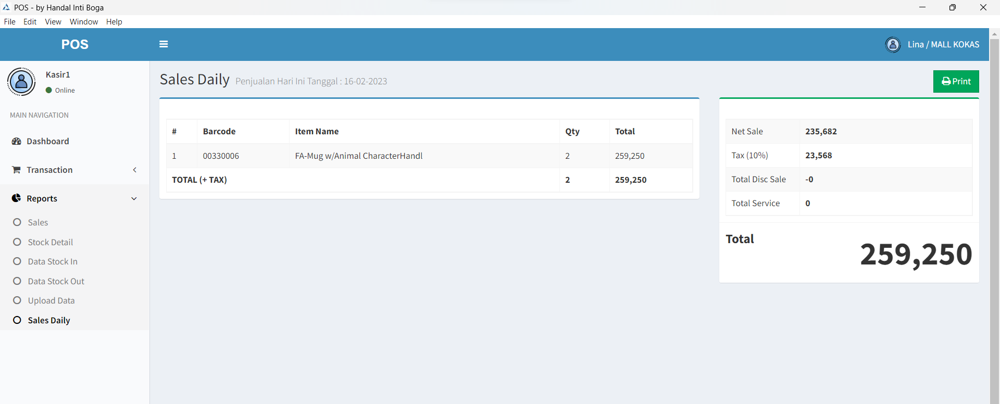 POS - by Handal Inti Boga
File Edit View Window Help
POS
Lina / MALL KOKAS
Kasir1
Online
MAIN NAVIGATION
Dashboard
Transaction
Reports
Sales
Stock Detail
Data Stock In
Data Stock Out
Upload Data
Sales Daily
Sales Daily Penjualan Hari Ini Tanggal : 16-02-2023
Print
# Barcode Item Name Qty Total
1 00330006 FA-Mug w/Animal CharacterHandl 2 259,250
TOTAL (+ TAX) 2 259,250
Net Sale 235,682
Tax (10%) 23,568
Total Disc Sale -0
Total Service 0
Total
259,250